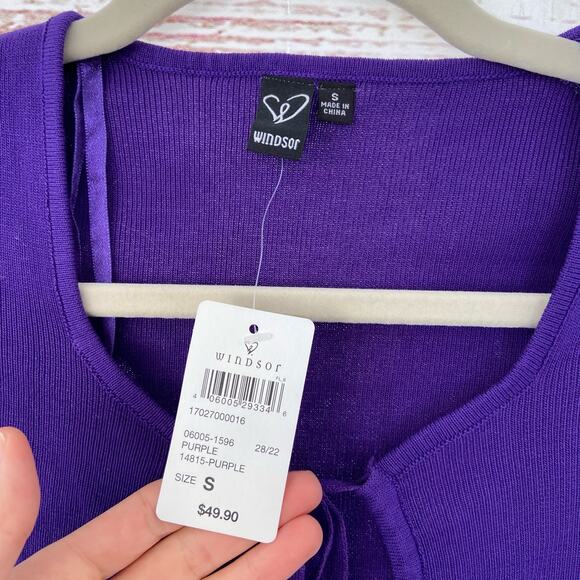 WINDSOR
S
MADE IN
CHINA
WINDSOR
FL_6
4 06005 29334 6
17027000016
06005-1596 28/22
PURPLE
14815-PURPLE
SIZE S
$49.90